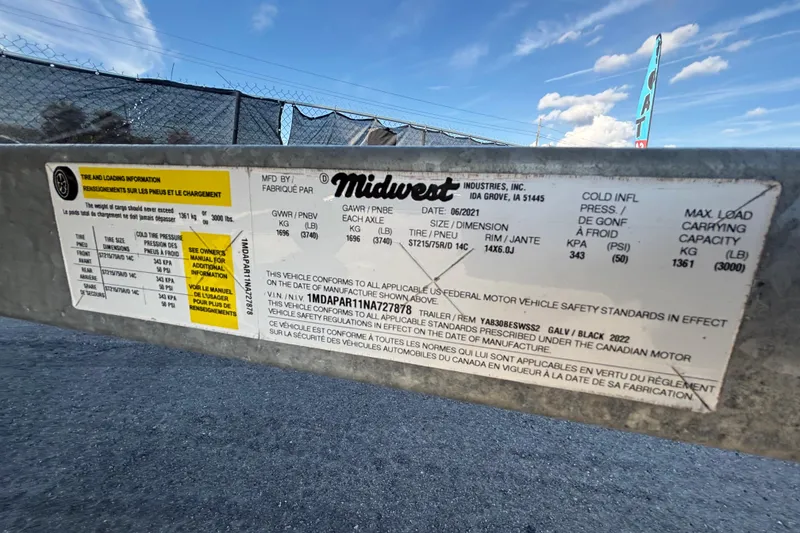 TIRE AND LOADING INFORMATION
RENSEIGNEMENTS SUR LES PNEUS ET LE CHARGEMENT
The weight of cargo should never exceed
Le poids total du chargement ne doit jamais dépasser
1361 kg or ou 3000 lbs.
TIRE PNEU
TIRE SIZE DIMENSIONS
COLD TIRE PRESSURE PRESSION DES PNEUS À FROID
FRONT AVANT ST215/75R/D 14C 343 KPA 50 PSI
REAR ARRIÈRE ST215/75R/D 14C 343 KPA 50 PSI
SPARE DE SECOURS ST215/75R/D 14C 343 KPA 50 PSI
SEE OWNER'S
MANUAL FOR
ADDITIONAL
INFORMATION
VOIR LE MANUEL
DE L'USAGER
POUR PLUS DE
RENSEIGNEMENTS
1MDAPAR11NA727878
MFD BY/
FABRIQUÉ PAR
D Midwest INDUSTRIES, INC.
IDA GROVE, IA 51445
DATE: 06/2021
GVWR / PNBV
KG (LB)
1696 (3740)
GAWR / PNBE
EACH AXLE
KG (LB)
1696 (3740)
SIZE / DIMENSION
TIRE / PNEU RIM / JANTE
ST215/75R/D 14C 14X6.0J
COLD INFL
PRESS. /
DE GONF
À FROID
KPA (PSI)
343 (50)
MAX. LOAD
CARRYING
CAPACITY
KG (LB)
1361 (3000)
THIS VEHICLE CONFORMS TO ALL APPLICABLE US FEDERAL MOTOR VEHICLE SAFETY STANDARDS IN EFFECT
ON THE DATE OF MANUFACTURE SHOWN ABOVE.
V.I.N. / N.I.V. 1MDAPAR11NA727878 TRAILER / REM YAB30BESWSS2 GALV / BLACK 2022
THIS VEHICLE CONFORMS TO ALL APPLICABLE STANDARDS PRESCRIBED UNDER THE CANADIAN MOTOR
VEHICLE SAFETY REGULATIONS IN EFFECT ON THE DATE OF MANUFACTURE.
CE VÉHICULE EST CONFORME À TOUTES LES NORMES QUI LUI SONT APPLICABLES EN VERTU DU RÈGLEMENT
SUR LA SÉCURITÉ DES VEHICULES AUTOMOBILES DU CANADA EN VIGUEUR À LA DATE DE SA FABRICATION.